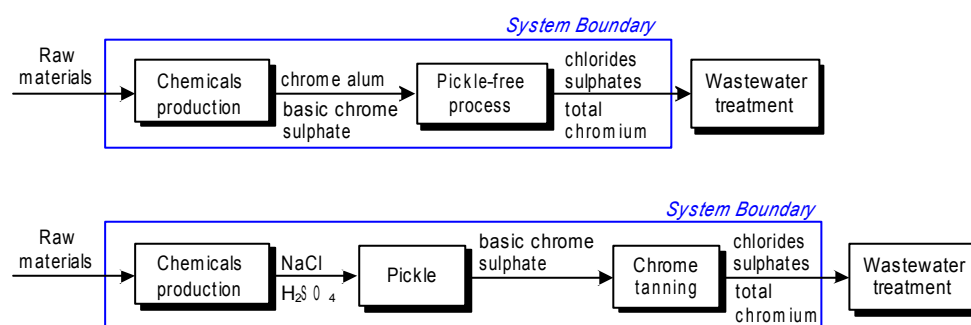 System Boundary
Raw
materials
Chemicals
production
chrome alum
basic chrome
sulphate
Pickle-free
process
chlorides
sulphates
total
chromium
Wastewater
treatment
System Boundary
Raw
materials
Chemicals
production
NaCl
H₂SO₄
Pickle
basic chrome
sulphate
Chrome
tanning
chlorides
sulphates
total
chromium
Wastewater
treatment